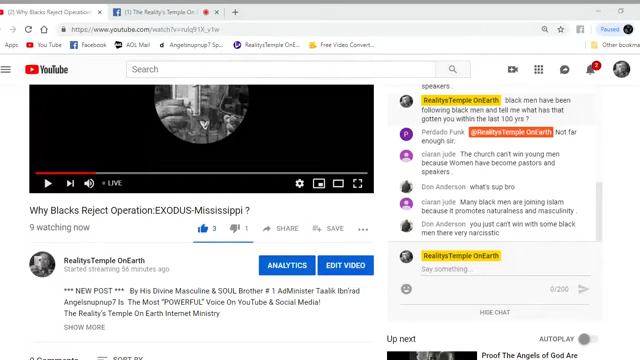 (2) Why Blacks Reject Operation:
(1) The Reality's Temple On
https://www.youtube.com/watch?v=rulq91X_y1w
Paused
Apps
You Tube
Facebook
AOL Mail
Angelsnupnup7
RealitysTemple OnE
Free Video Convert
Other bookma
YouTube
Search
2
speakers.
RealitysTemple OnEarth black men have been
following black men and tell me what has that
gotten you within the last 100 yrs ?
Perdado Funk @RealitysTemple OnEarth Not far
enough sir.
ciaran jude The church can't win young men
because Women have become pastors and
speakers .
Don Anderson what's sup bro
ciaran jude Many black men are joining islam
because it promotes naturalness and masculinity .
Don Anderson you just can't win with some black
men there very narcisstic
LIVE
Why Blacks Reject Operation:EXODUS-Mississippi ?
9 watching now
3
1
SHARE
SAVE
RealitysTemple OnEarth
Say something...
0/200
HIDE CHAT
RealitysTemple OnEarth
Started streaming 56 minutes ago
ANALYTICS
EDIT VIDEO
*** NEW POST *** By His Divine Masculine & SOUL Brother # 1 AdMinister Taalik Ibn'rad
Angelsnupnup7 Is The Most "POWERFUL" Voice On YouTube & Social Media!
The Reality's Temple On Earth Internet Ministry
SHOW MORE
Up next
AUTOPLAY
Proof The Angels of God Are
SORT BY